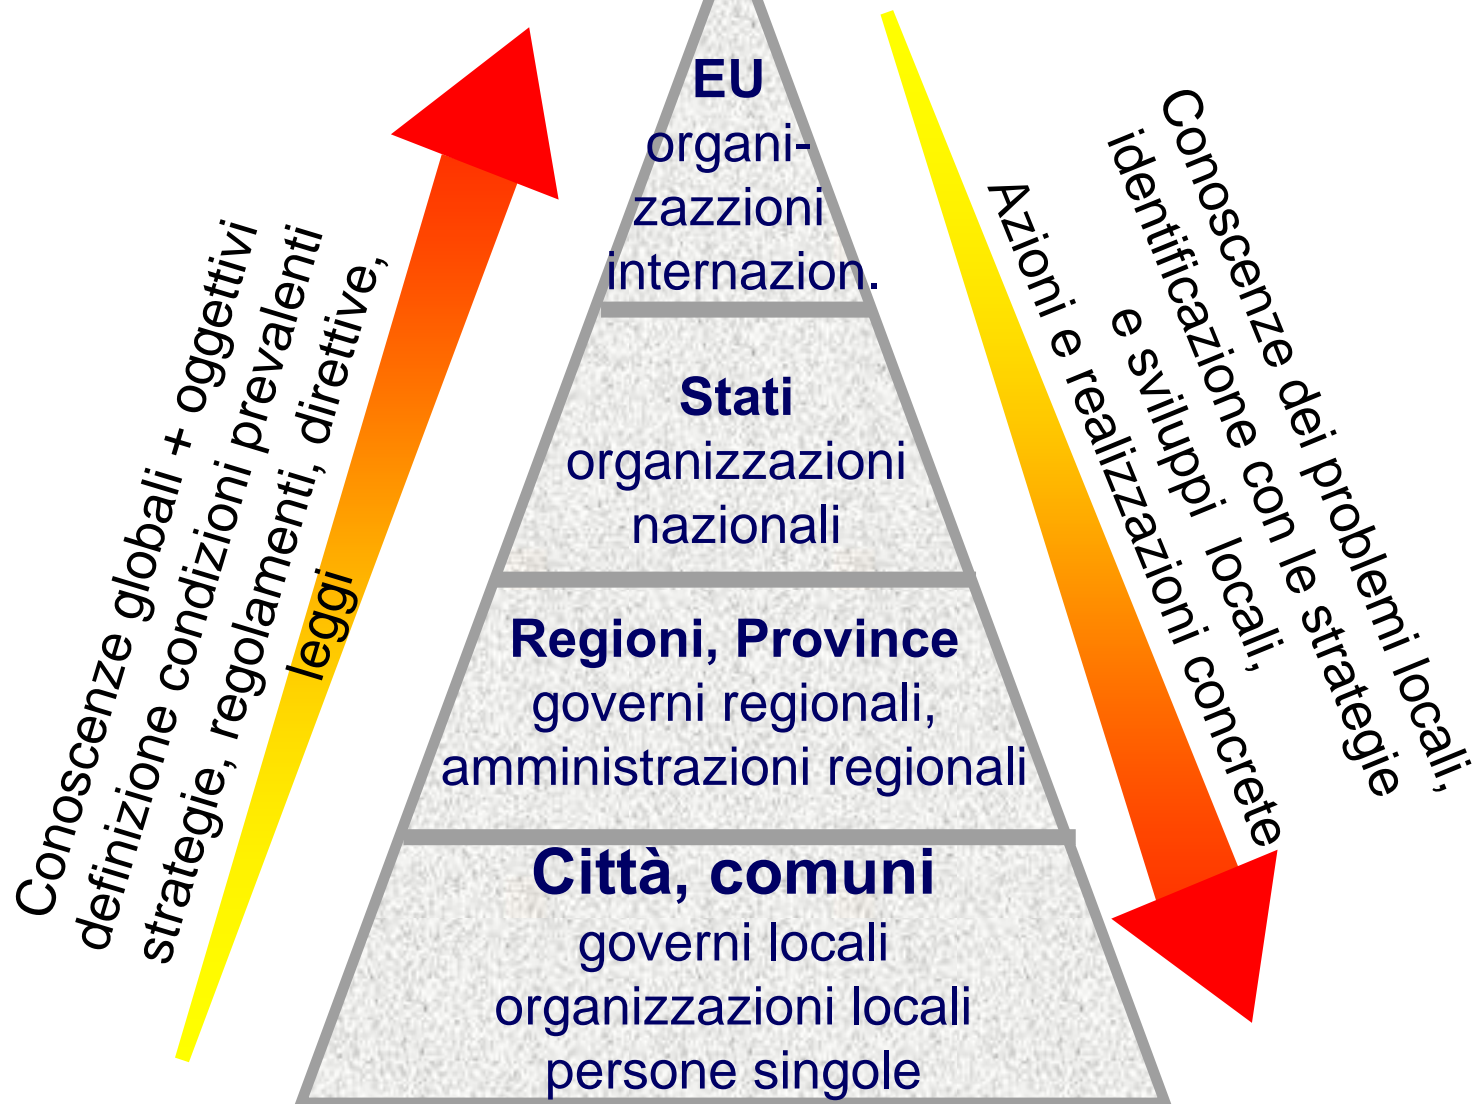 Conoscenze globali + oggettivi
definizione condizioni prevalenti
strategie, regolamenti, direttive,
leggi
EU
organi-
zazzioni
internazion.
Stati
organizzazioni
nazionali
Regioni, Province
governi regionali,
amministrazioni regionali
Città, comuni
governi locali
organizzazioni locali
persone singole
Conoscenze dei problemi locali,
identificazione con le strategie
e sviluppi locali,
Azioni e realizzazioni concrete